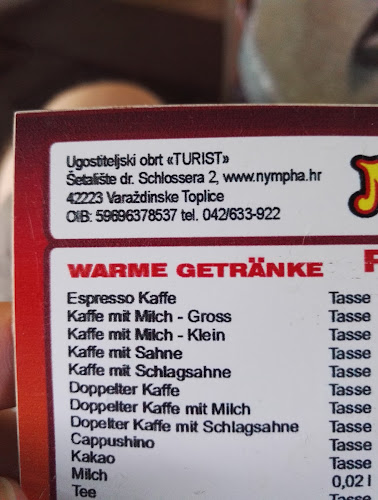 Ugostiteljski obrt «TURIST»
Šetalište dr. Schlossera 2, www.nympha.hr
42223 Varaždinske Toplice
OIB: 59696378537 tel. 042/633-922
WARME GETRÄNKE
Espresso Kaffe Tasse
Kaffe mit Milch - Gross Tasse
Kaffe mit Milch - Klein Tasse
Kaffe mit Sahne Tasse
Kaffe mit Schlagsahne Tasse
Doppelter Kaffe Tasse
Doppelter Kaffe mit Milch Tasse
Dopelter Kaffe mit Schlagsahne Tasse
Cappushino Tasse
Kakao Tasse
Milch 0,02 l
Tee Tasse